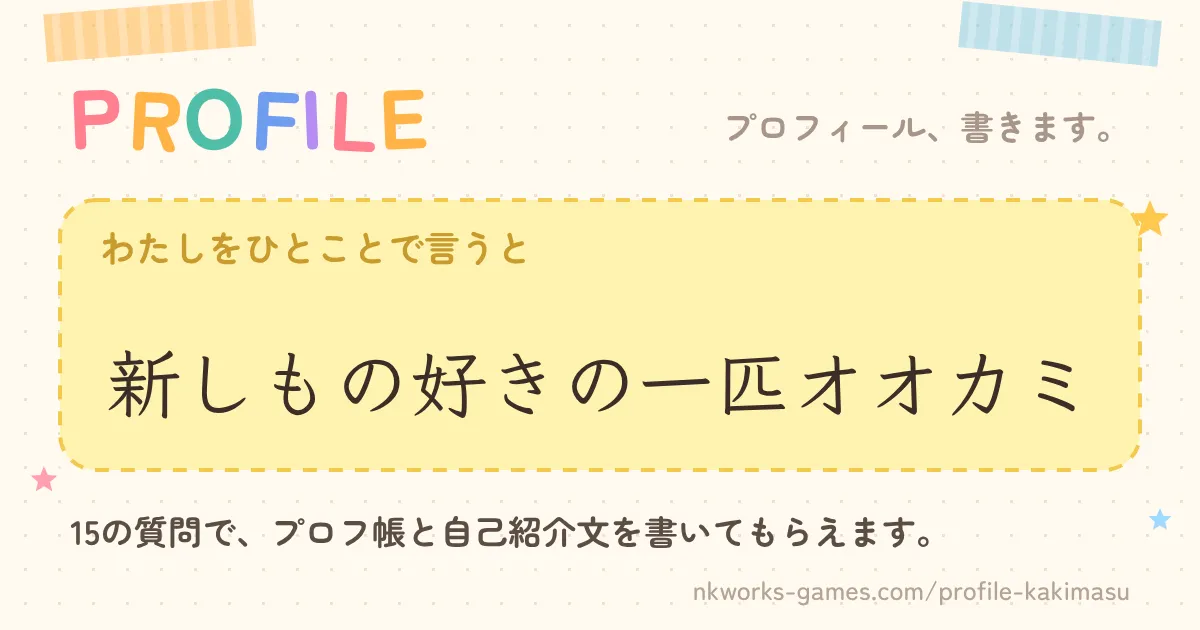 PROFILE
プロフィール、書きます。
わたしをひとことで言うと
新しもの好きの一匹オオカミ
15の質問で、プロフ帳と自己紹介文を書いてもらえます。
nkworks-games.com/profile-kakimasu